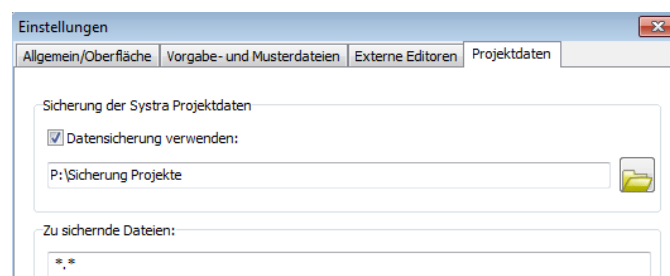 Einstellungen
Allgemein/Oberfläche Vorgabe- und Musterdateien Externe Editoren Projektdaten
Sicherung der Systra Projektdaten
Datensicherung verwenden:
P:\Sicherung Projekte
Zu sichernde Dateien:
*.*